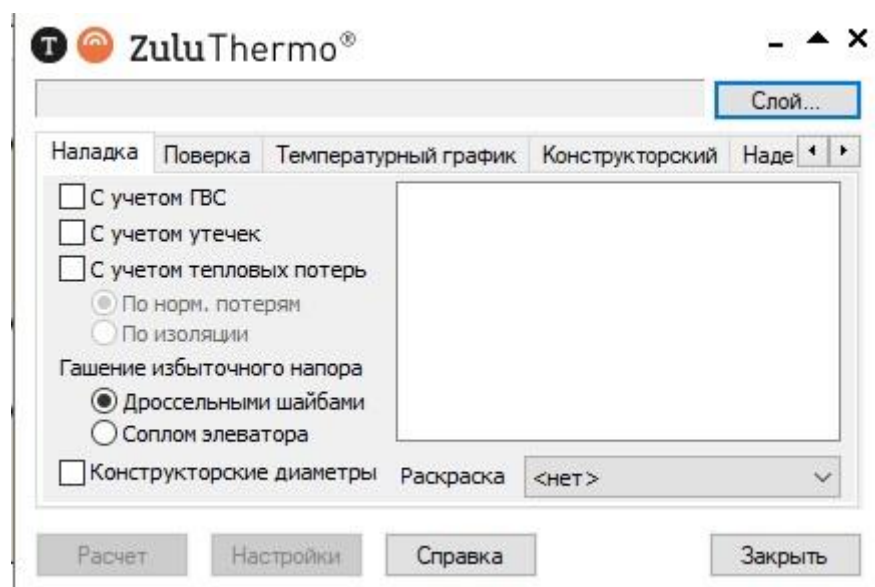 T ZuluThermo®
Слой...
Наладка Поверка Температурный график Конструкторский Наде
С учетом ГВС
С учетом утечек
С учетом тепловых потерь
По норм. потерям
По изоляции
Гашение избыточного напора
Дроссельными шайбами
Соплом элеватора
Конструкторские диаметры Раскраска <нет>
Расчет Настройки Справка Закрыть